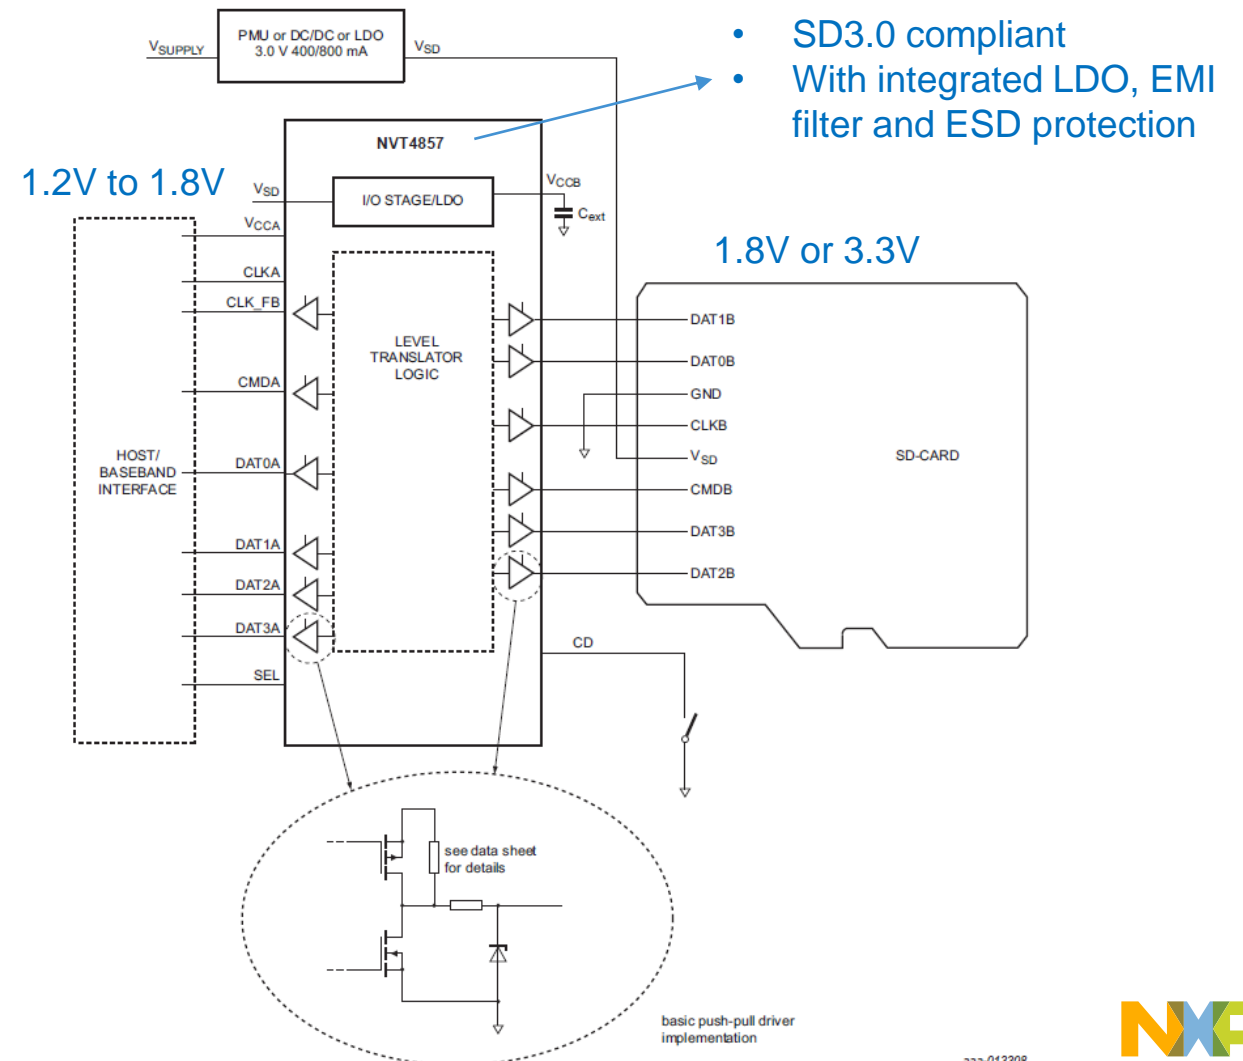 PMU or DC/DC or LDO
3.0 V 400/800 mA
VSUPPLY
VSD
• SD3.0 compliant
• With integrated LDO, EMI
filter and ESD protection
NVT4857
1.2V to 1.8V
VSD
I/O STAGE/LDO
VCCB
Cext
VCCA
1.8V or 3.3V
CLKA
CLK_FB
LEVEL
TRANSLATOR
LOGIC
CMDA
HOST/
BASEBAND
INTERFACE
DAT0A
DAT1A
DAT2A
DAT3A
SEL
DAT1B
DAT0B
GND
CLKB
VSD
CMDB
DAT3B
DAT2B
SD-CARD
CD
see data sheet
for details
basic push-pull driver
implementation
aaa-013298
NXP